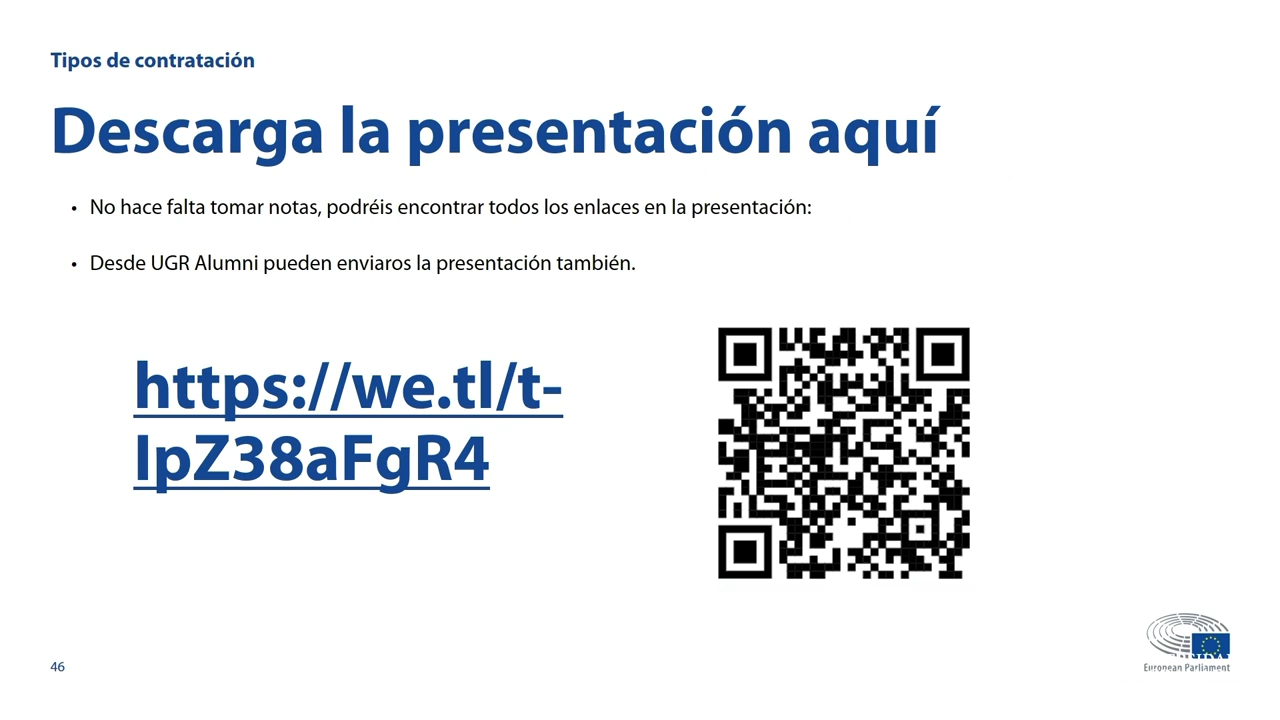 Tipos de contratación
Descarga la presentación aquí
• No hace falta tomar notas, podréis encontrar todos los enlaces en la presentación:
• Desde UGR Alumni pueden enviaros la presentación también.
https://we.tl/t-
IpZ38aFgR4
46
European Parliament